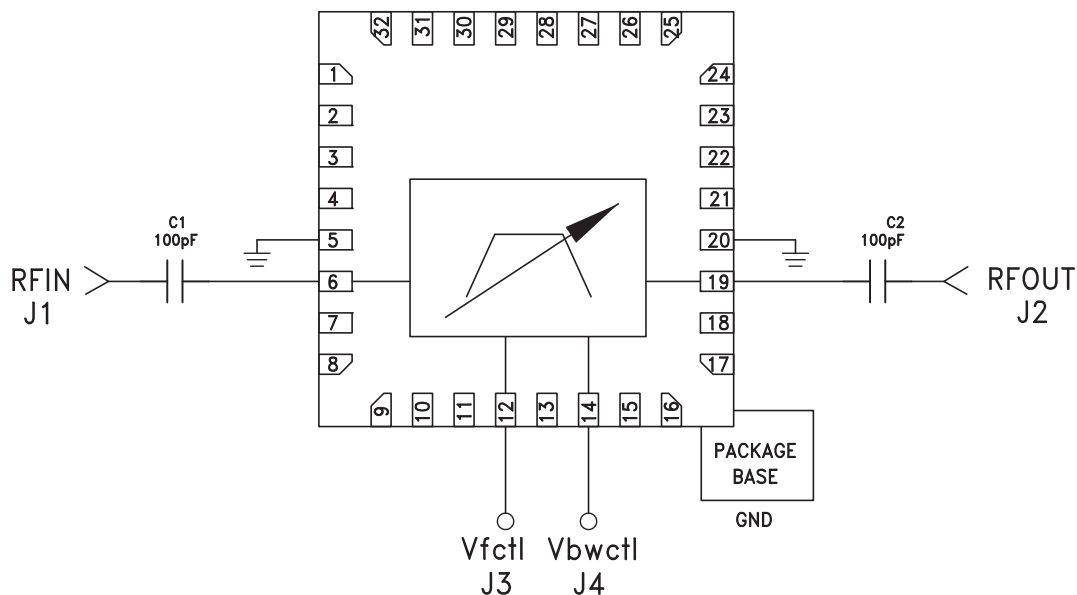 32 31 30 29 28 27 26 25
1 24
2 23
3 22
4 21
C1
100pF
5 20
C2
100pF
RFIN
J1
6 19
RFOUT
J2
7 18
8 17
9 10 11 12 13 14 15 16
PACKAGE
BASE
GND
Vfctl Vbwctl
J3 J4